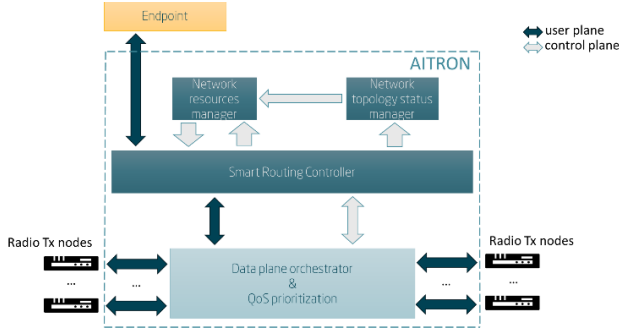 Endpoint
user plane
control plane
AITRON
Network
resources
manager
Network
topology status
manager
Smart Routing Controller
Radio Tx nodes
...
...
Data plane orchestrator
&
QoS prioritization
Radio Tx nodes
...
...